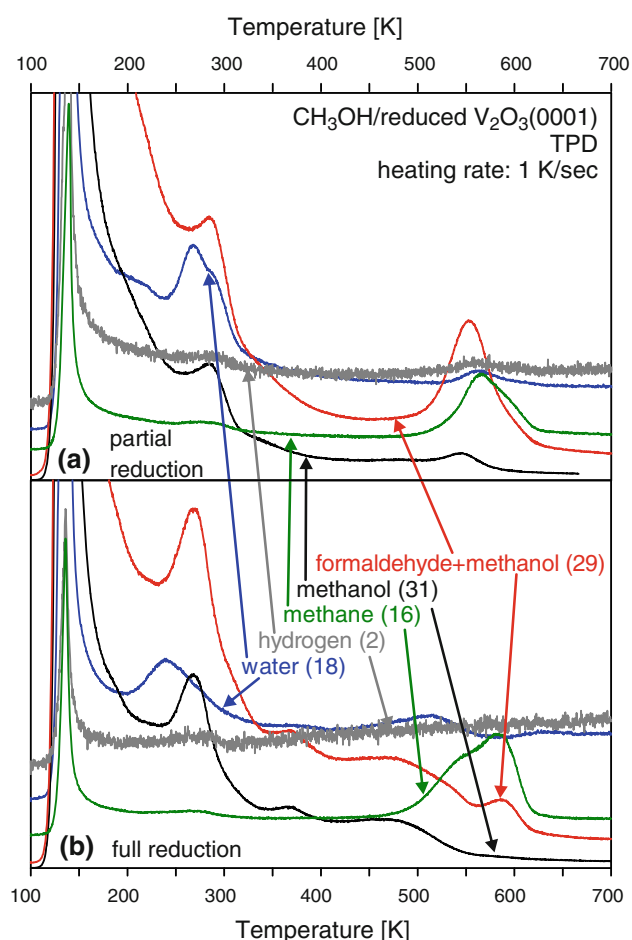 Temperature [K]
100 200 300 400 500 600 700
CH₃OH/reduced V₂O₃(0001)
TPD
heating rate: 1 K/sec
partial
(a) reduction
formaldehyde+methanol (29)
methanol (31)
methane (16)
hydrogen (2)
water (18)
(b) full reduction
100 200 300 400 500 600 700
Temperature [K]